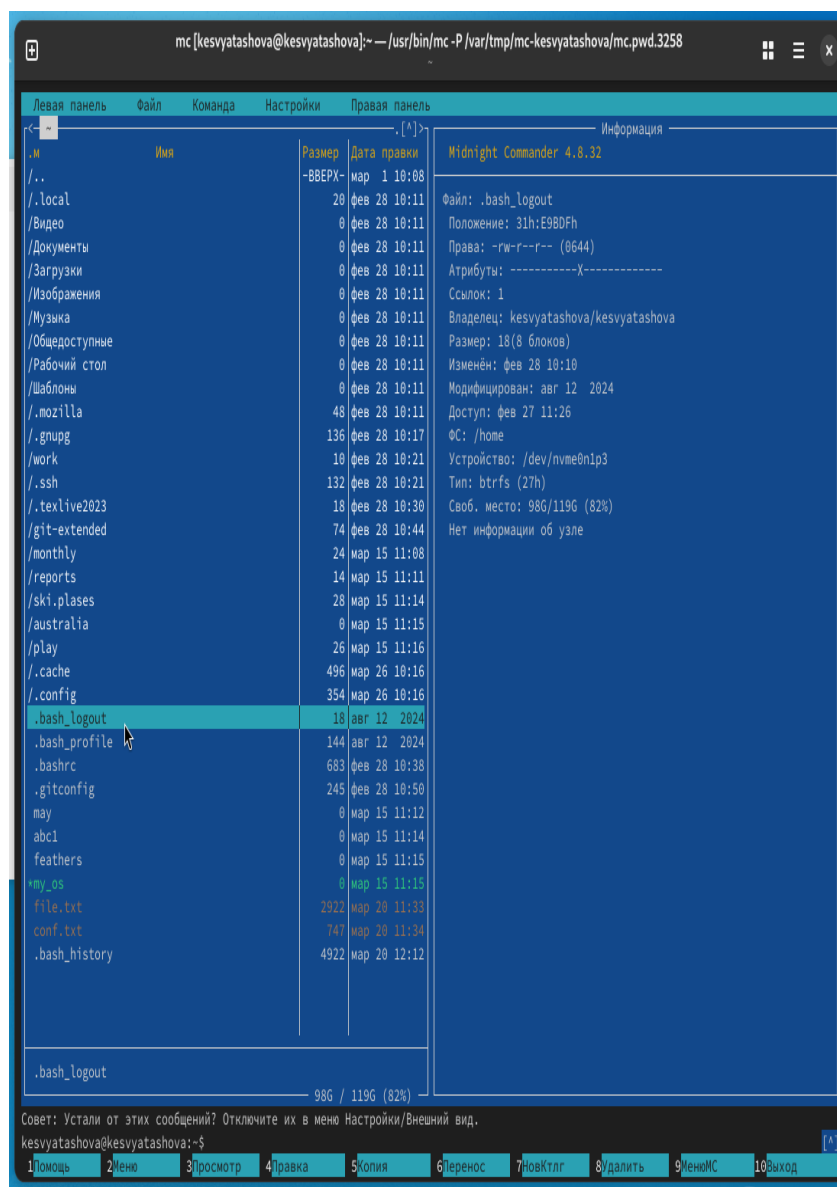 mc [kesvyatashova@kesvyatashova]:~ — /usr/bin/mc -P /var/tmp/mc-kesvyatashova/mc.pwd.3258
~
Левая панель Файл Команда Настройки Правая панель
<- ~ .[^]>
.и Имя Размер Дата правки
/.. -ВВЕРХ- мар 1 10:08
/.local 20 фев 28 10:11
/Видео 0 фев 28 10:11
/Документы 0 фев 28 10:11
/Загрузки 0 фев 28 10:11
/Изображения 0 фев 28 10:11
/Музыка 0 фев 28 10:11
/Общедоступные 0 фев 28 10:11
/Рабочий стол 0 фев 28 10:11
/Шаблоны 0 фев 28 10:11
/.mozilla 48 фев 28 10:11
/.gnupg 136 фев 28 10:17
/work 10 фев 28 10:21
/.ssh 132 фев 28 10:21
/.texlive2023 18 фев 28 10:30
/git-extended 74 фев 28 10:44
/monthly 24 мар 15 11:08
/reports 14 мар 15 11:11
/ski.plases 28 мар 15 11:14
/australia 0 мар 15 11:15
/play 26 мар 15 11:16
/.cache 496 мар 26 10:16
/.config 354 мар 26 10:16
.bash_logout 18 авг 12 2024
.bash_profile 144 авг 12 2024
.bashrc 683 фев 28 10:38
.gitconfig 245 фев 28 10:50
may 0 мар 15 11:12
abc1 0 мар 15 11:14
feathers 0 мар 15 11:15
*my_os 0 мар 15 11:15
file.txt 2922 мар 20 11:33
conf.txt 747 мар 20 11:34
.bash_history 4922 мар 20 12:12
.bash_logout
98G / 119G (82%)
Информация
Midnight Commander 4.8.32
Файл: .bash_logout
Положение: 31h:E9BDFh
Права: -rw-r--r-- (0644)
Атрибуты: -----------X-------------
Ссылок: 1
Владелец: kesvyatashova/kesvyatashova
Размер: 18(8 блоков)
Изменён: фев 28 10:10
Модифицирован: авг 12 2024
Доступ: фев 27 11:26
ФС: /home
Устройство: /dev/nvme0n1p3
Тип: btrfs (27h)
Своб. место: 98G/119G (82%)
Нет информации об узле
Совет: Устали от этих сообщений? Отключите их в меню Настройки/Внешний вид.
kesvyatashova@kesvyatashova:~$ [^]
1Помощь 2Меню 3Просмотр 4Правка 5Копия 6Перенос 7НовКтлг 8Удалить 9МенюМС 10Выход